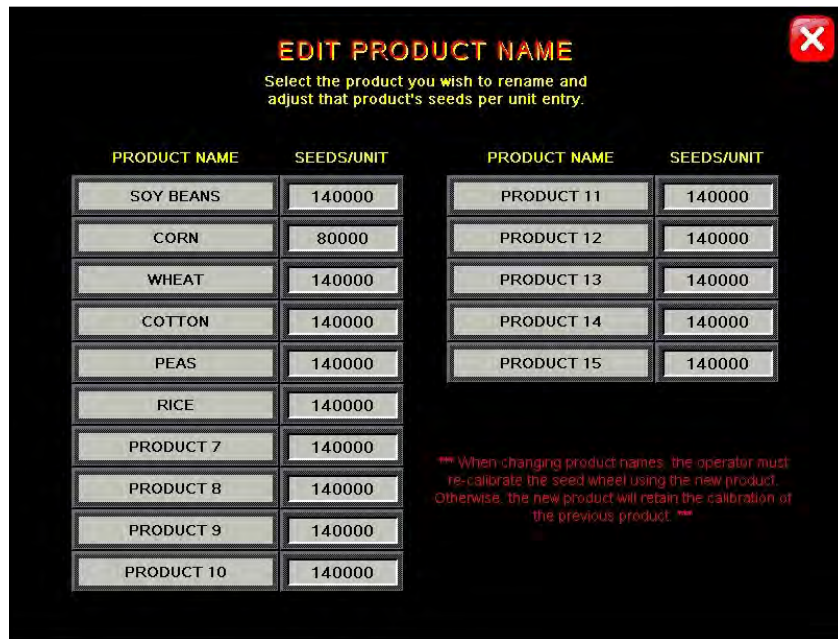 EDIT PRODUCT NAME
Select the product you wish to rename and
adjust that product's seeds per unit entry.
PRODUCT NAME SEEDS/UNIT
SOY BEANS 140000
CORN 80000
WHEAT 140000
COTTON 140000
PEAS 140000
RICE 140000
PRODUCT 7 140000
PRODUCT 8 140000
PRODUCT 9 140000
PRODUCT 10 140000
PRODUCT NAME SEEDS/UNIT
PRODUCT 11 140000
PRODUCT 12 140000
PRODUCT 13 140000
PRODUCT 14 140000
PRODUCT 15 140000
*** When changing product names, the operator must
re-calibrate the seed wheel using the new product.
Otherwise, the new product will retain the calibration of
the previous product. ***